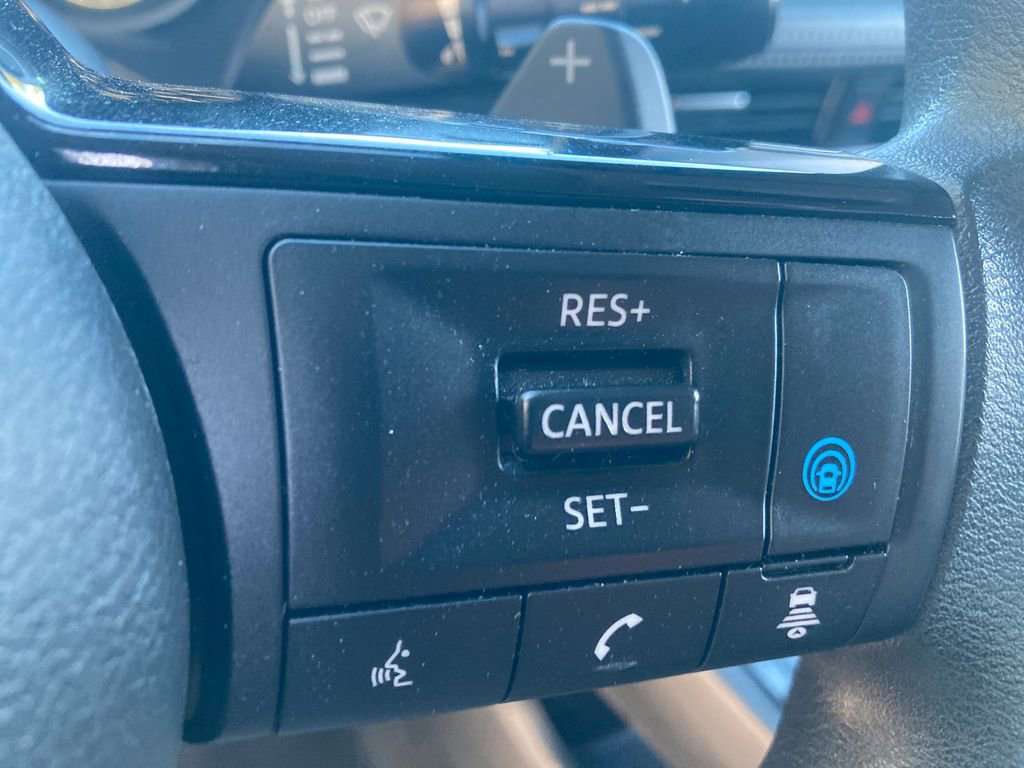 +
RES+
CANCEL
SET-